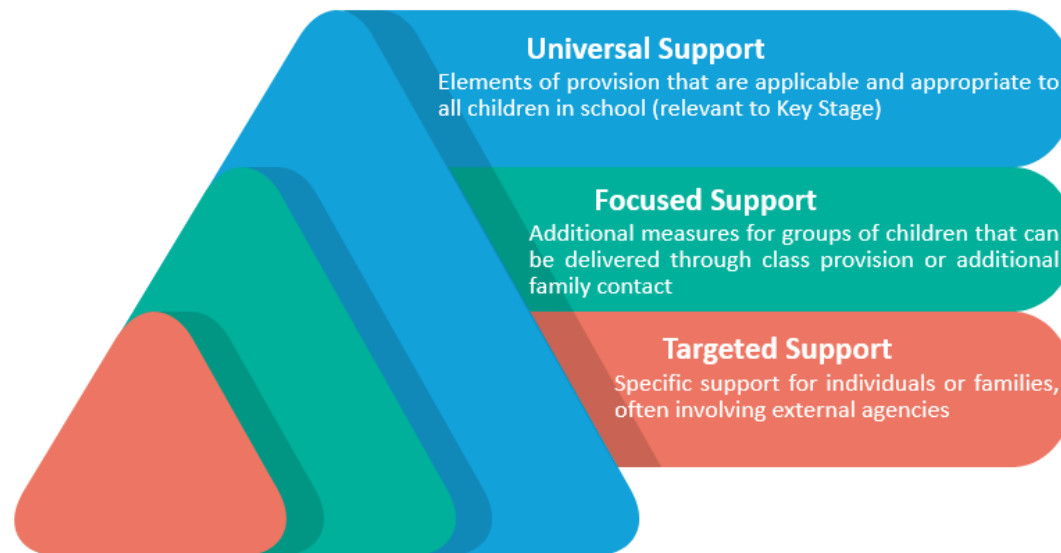 Universal Support
Elements of provision that are applicable and appropriate to
all children in school (relevant to Key Stage)
Focused Support
Additional measures for groups of children that can
be delivered through class provision or additional
family contact
Targeted Support
Specific support for individuals or families,
often involving external agencies